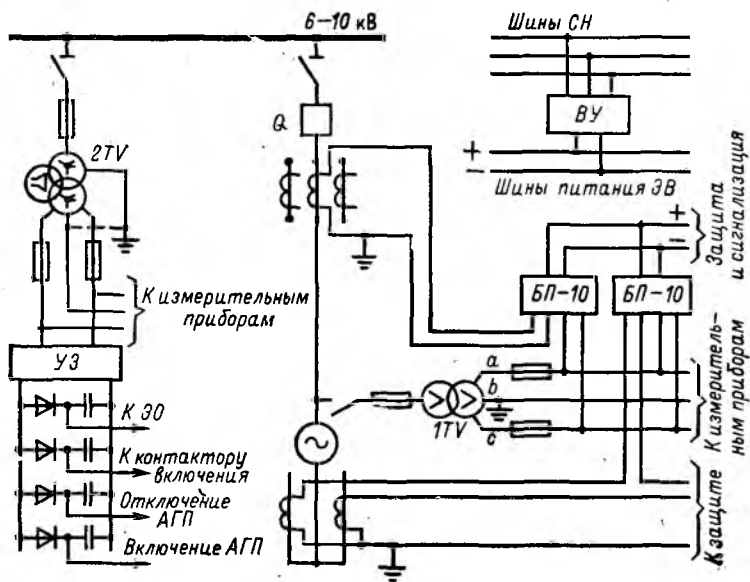 6–10 кВ
Шины СН
Q
ВУ
2TV
+
–
Шины питания ЭВ
+
–
Защита
и сигнализация
БП–10
БП–10
К измерительным
приборам
УЗ
a
b
c
1TV
К измеритель-
ным приборам
К ЭО
К контактору
включения
Отключение
АГП
Включение АГП
К защите